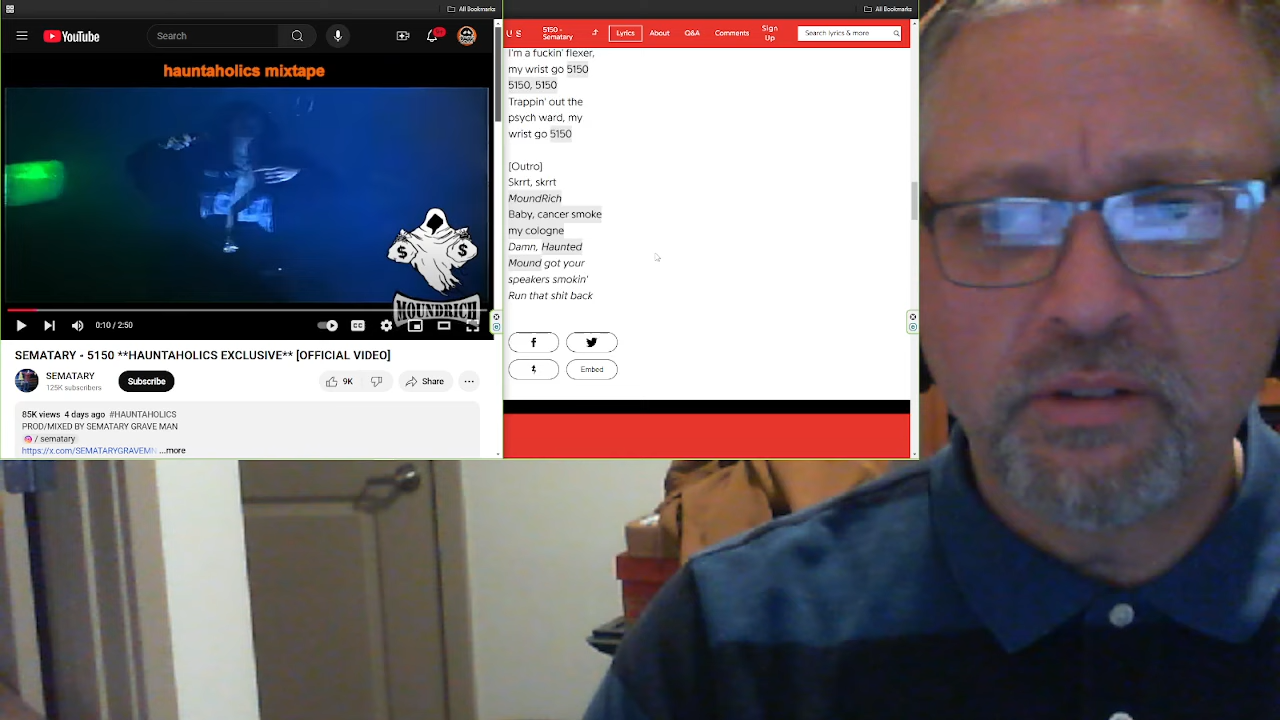 All Bookmarks
YouTube
Search
hauntaholics mixtape
$ $
MOUNDRICH
0:10 / 2:50
SEMATARY - 5150 **HAUNTAHOLICS EXCLUSIVE** [OFFICIAL VIDEO]
SEMATARY
125K subscribers
Subscribe
9K
Share
85K views 4 days ago #HAUNTAHOLICS
PROD/MIXED BY SEMATARY GRAVE MAN
/ sematary
https://x.com/SEMATARYGRAVEMN ...more
All Bookmarks
U S
5150 –
Sematary
Lyrics
About
Q&A
Comments
Sign
Up
Search lyrics & more
I'm a fuckin' flexer,
my wrist go 5150
5150, 5150
Trappin' out the
psych ward, my
wrist go 5150
[Outro]
Skrrt, skrrt
MoundRich
Baby, cancer smoke
my cologne
Damn, Haunted
Mound got your
speakers smokin'
Run that shit back
Embed